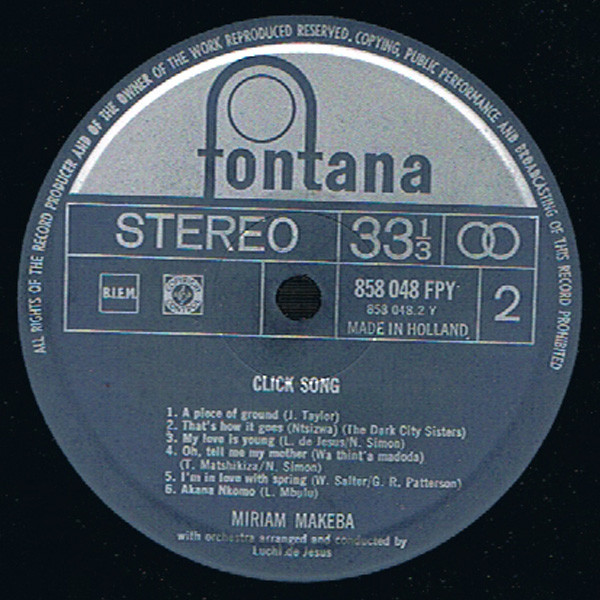 ALL RIGHTS OF THE RECORD PRODUCER AND OF THE OWNER OF THE WORK REPRODUCED RESERVED. COPYING, PUBLIC PERFORMANCE AND BROADCASTING OF THIS RECORD PROHIBITED
fontana
STEREO 33 1/3
B.I.E.M.
858 048 FPY
858 048.2 Y
MADE IN HOLLAND
2
CLICK SONG
1. A piece of ground (J. Taylor)
2. That's how it goes (Ntsizwa) (The Dark City Sisters)
3. My love is young (L. de Jesus/N. Simon)
4. Oh, tell me my mother (Wa thint'a madoda)
(T. Matshikiza/N. Simon)
5. I'm in love with spring (W. Salter/G. R. Patterson)
6. Akana Nkomo (L. Mbulu)
MIRIAM MAKEBA
with orchestra arranged and conducted by
Luchi de Jesus